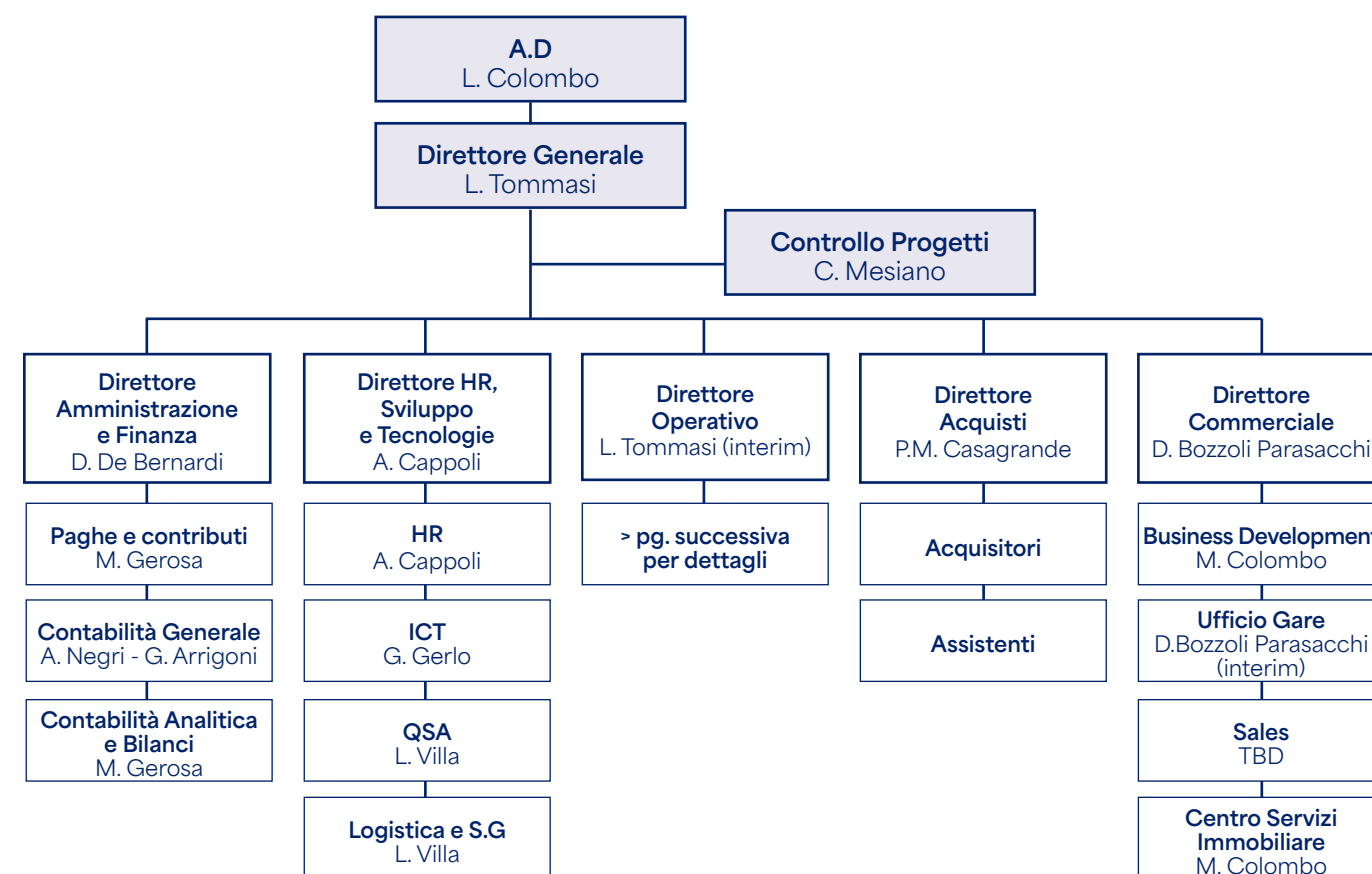 A.D
L. Colombo
Direttore Generale
L. Tommasi
Controllo Progetti
C. Mesiano
Direttore
Amministrazione
e Finanza
D. De Bernardi
Paghe e contributi
M. Gerosa
Contabilità Generale
A. Negri - G. Arrigoni
Contabilità Analitica
e Bilanci
M. Gerosa
Direttore HR,
Sviluppo
e Tecnologie
A. Cappoli
HR
A. Cappoli
ICT
G. Gerlo
QSA
L. Villa
Logistica e S.G
L. Villa
Direttore
Operativo
L. Tommasi (interim)
> pg. successiva
per dettagli
Direttore
Acquisti
P.M. Casagrande
Acquisitori
Assistenti
Direttore
Commerciale
D. Bozzoli Parasacchi
Business Development
M. Colombo
Ufficio Gare
D.Bozzoli Parasacchi
(interim)
Sales
TBD
Centro Servizi
Immobiliare
M. Colombo